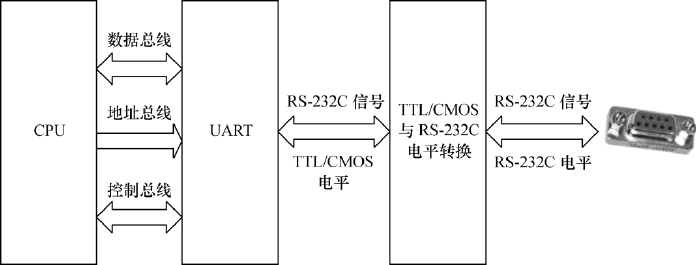 CPU
数据总线
地址总线
控制总线
UART
RS-232C 信号
TTL/CMOS
电平
TTL/CMOS
与 RS-232C
电平转换
RS-232C 信号
RS-232C 电平